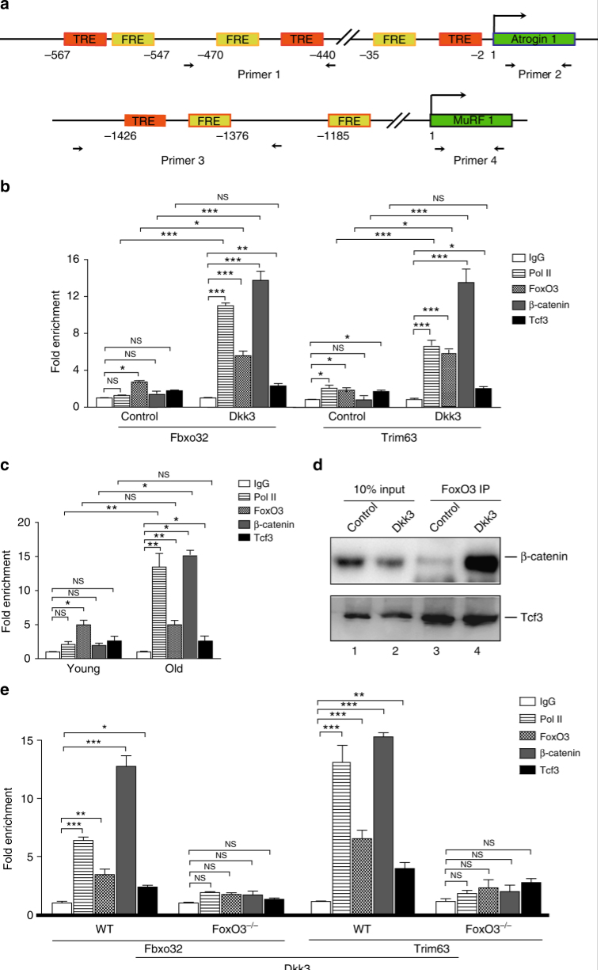 a
TRE FRE FRE TRE FRE TRE Atrogin 1
–567 –547 –470 –440 –35 –2 1
Primer 1 Primer 2
TRE FRE FRE MuRF 1
–1426 –1376 –1185 1
Primer 3 Primer 4
b
NS
***
*
***
**
***
***
***
NS
NS
*
NS
NS
***
*
***
*
***
***
***
*
NS
*
*
IgG
Pol II
FoxO3
β-catenin
Tcf3
Fold enrichment
16
12
8
4
0
Control Dkk3 Control Dkk3
Fbxo32 Trim63
c
NS
*
NS
**
*
*
**
**
NS
NS
*
NS
IgG
Pol II
FoxO3
β-catenin
Tcf3
Fold enrichment
20
15
10
5
0
Young Old
d
10% input FoxO3 IP
Control Dkk3 Control Dkk3
β-catenin
Tcf3
1 2 3 4
e
*
***
**
***
NS
NS
NS
NS
**
***
***
***
NS
NS
NS
NS
IgG
Pol II
FoxO3
β-catenin
Tcf3
Fold enrichment
15
10
5
0
WT FoxO3–/– WT FoxO3–/–
Fbxo32 Trim63
Dkk3